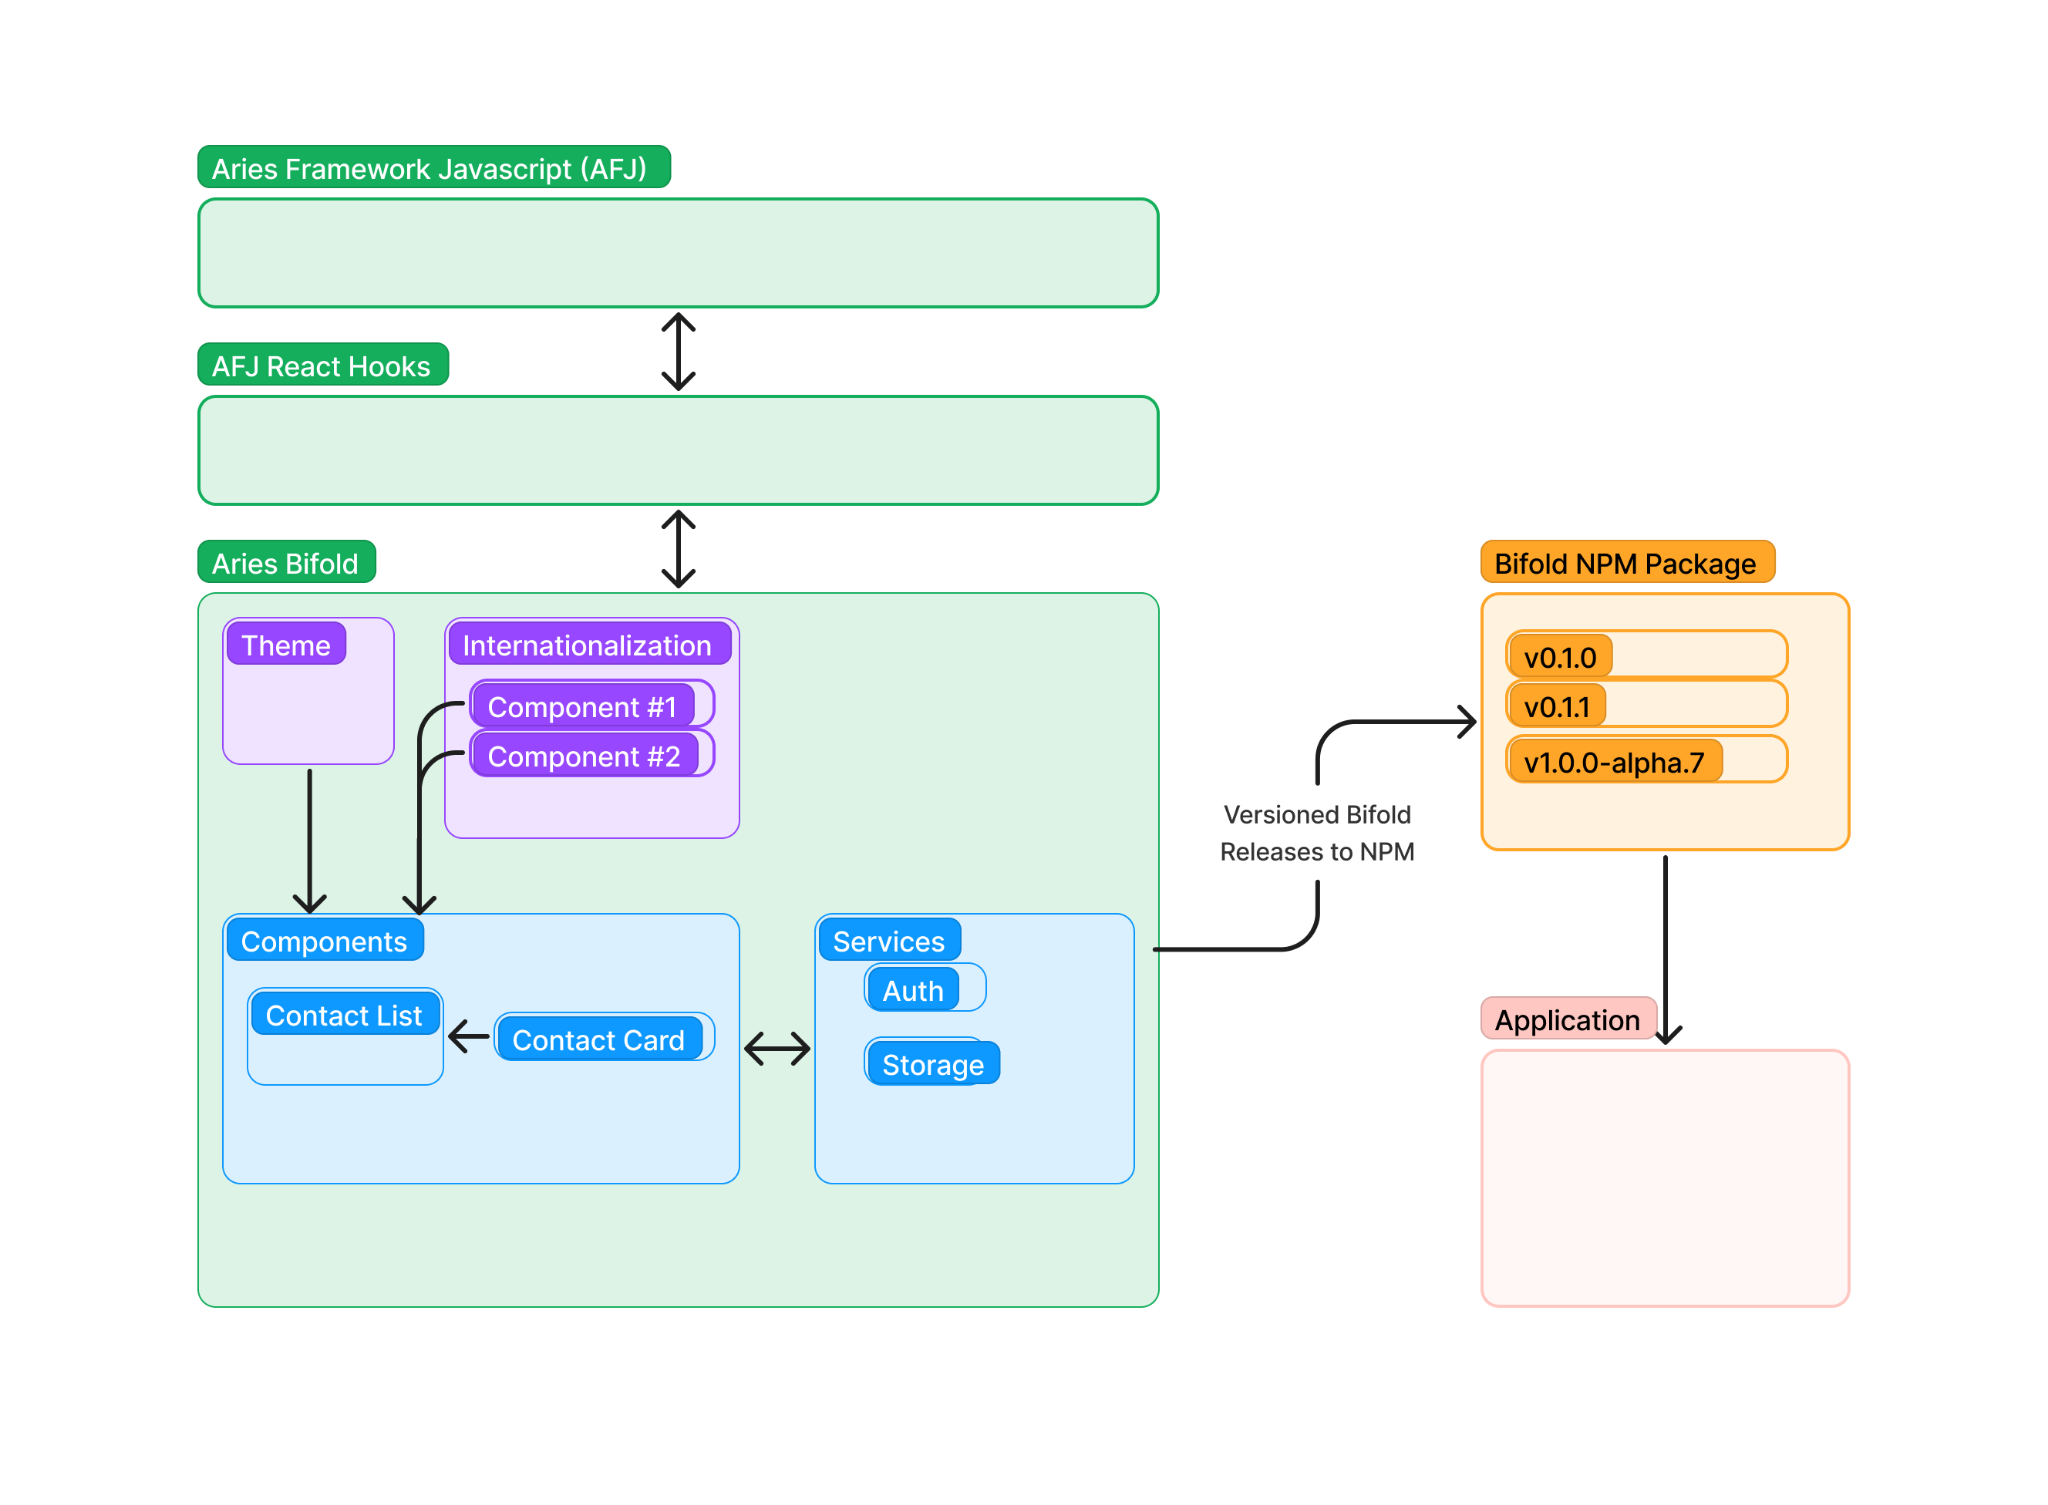 Aries Framework Javascript (AFJ)
AFJ React Hooks
Aries Bifold
Theme
Internationalization
Component #1
Component #2
Components
Contact List
Contact Card
Services
Auth
Storage
Versioned Bifold
Releases to NPM
Bifold NPM Package
v0.1.0
v0.1.1
v1.0.0-alpha.7
Application